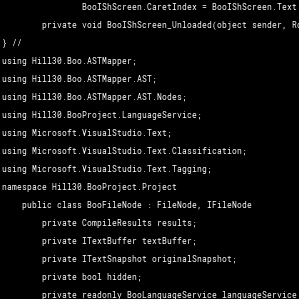 BooIShScreen.CaretIndex = BooIShScreen.Text
private void BooIShScreen_Unloaded(object sender,
} //
using Hill30.Boo.ASTMapper;
using Hill30.Boo.ASTMapper.AST;
using Hill30.Boo.ASTMapper.AST.Nodes;
using Hill30.BooProject.LanguageService;
using Microsoft.VisualStudio.Text;
using Microsoft.VisualStudio.Text.Classification;
using Microsoft.VisualStudio.Text.Tagging;
namespace Hill30.BooProject.Project
public class BooFileNode : FileNode, IFileNode
private CompileResults results;
private ITextBuffer textBuffer;
private ITextSnapshot originalSnapshot;
private bool hidden;
private readonly BooLanguageService languageService